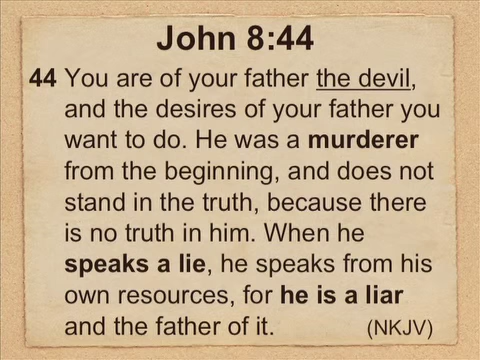 John 8:44
44 You are of your father the devil,
and the desires of your father you
want to do. He was a murderer
from the beginning, and does not
stand in the truth, because there
is no truth in him. When he
speaks a lie, he speaks from his
own resources, for he is a liar
and the father of it. (NKJV)